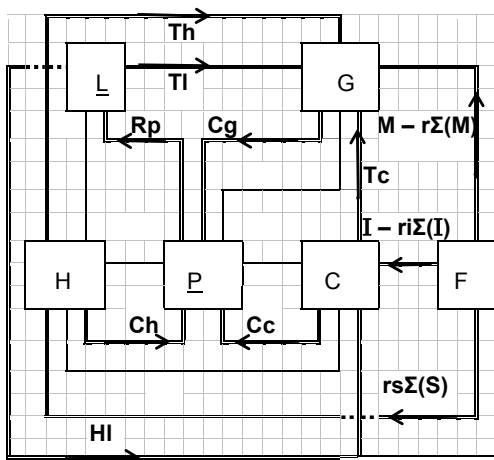 Th
L
Tl
G
Rp
Cg
M – rΣ(M)
Tc
I – riΣ(I)
H
P
C
F
Ch
Cc
rsΣ(S)
Hl